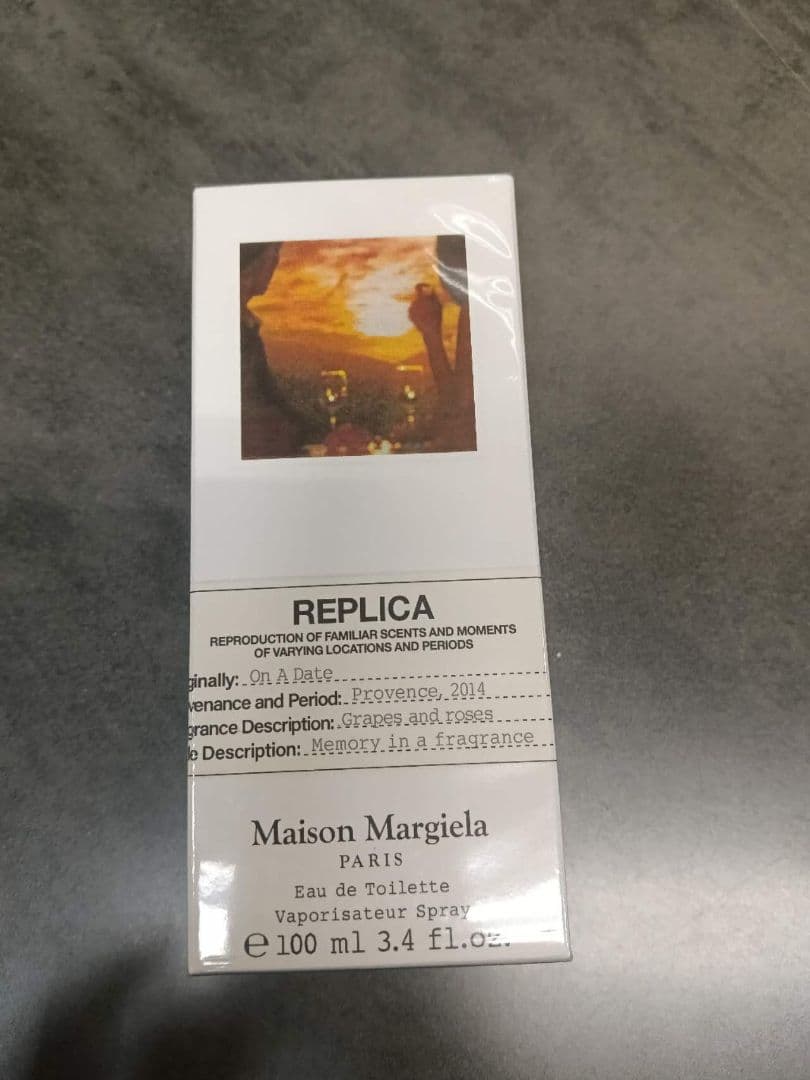 REPLICA
REPRODUCTION OF FAMILIAR SCENTS AND MOMENTS
OF VARYING LOCATIONS AND PERIODS
ginally: On A Date
venance and Period: Provence, 2014
grance Description: Grapes and roses
e Description: Memory in a fragrance
Maison Margiela
PARIS
Eau de Toilette
Vaporisateur Spray
℮ 100 ml 3.4 fl.oz.